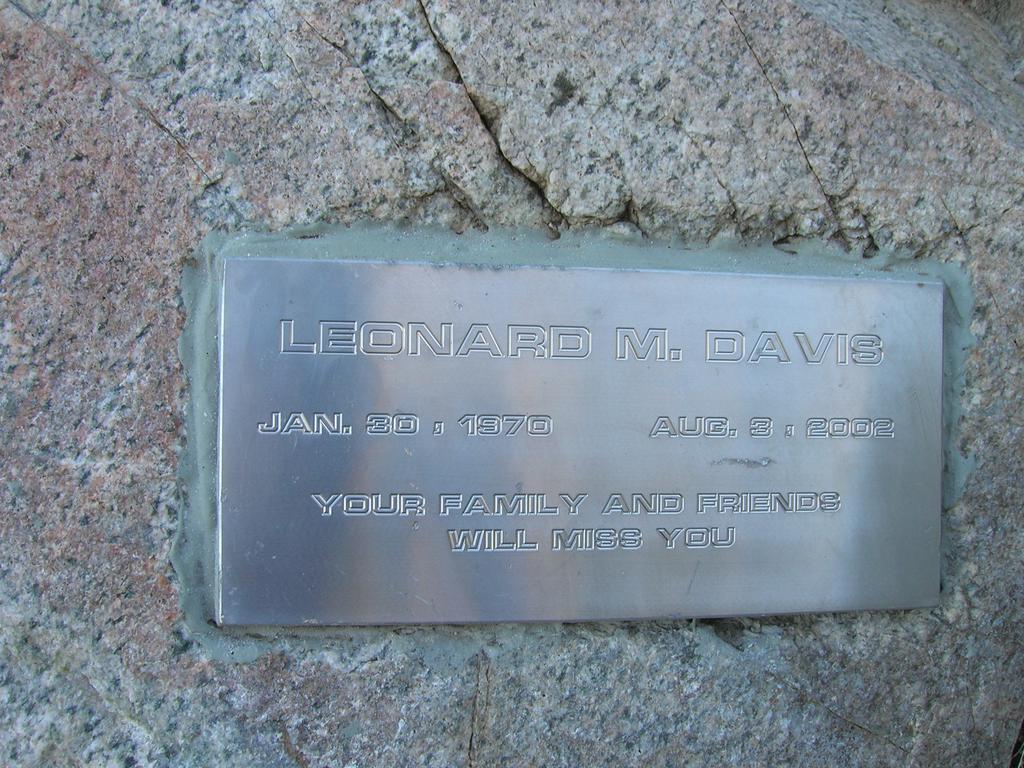 LEONARD M. DAVIS
JAN. 30, 1970 AUG. 3, 2002
YOUR FAMILY AND FRIENDS
WILL MISS YOU